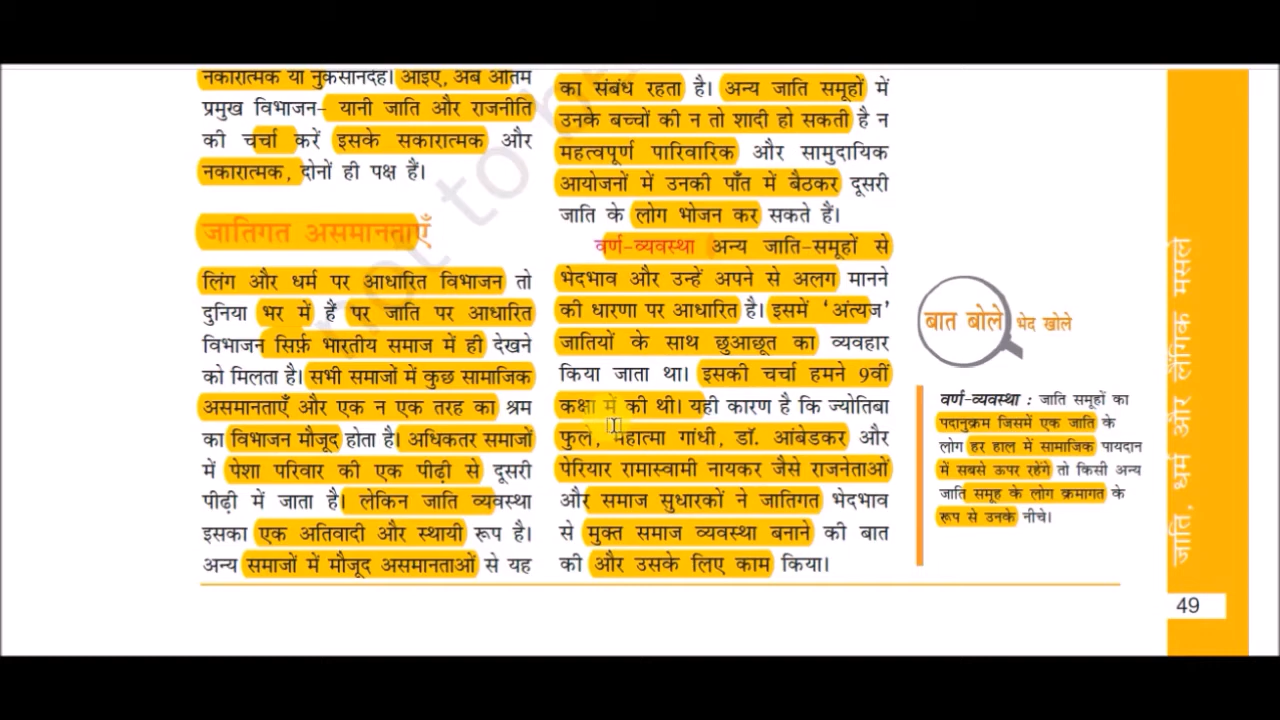 नकारात्मक या नुकसानदेह। आइए, अब अंतिम
प्रमुख विभाजन- यानी जाति और राजनीति
की चर्चा करें इसके सकारात्मक और
नकारात्मक, दोनों ही पक्ष हैं।
जातिगत असमानताएँ
लिंग और धर्म पर आधारित विभाजन तो
दुनिया भर में हैं पर जाति पर आधारित
विभाजन सिर्फ़ भारतीय समाज में ही देखने
को मिलता है। सभी समाजों में कुछ सामाजिक
असमानताएँ और एक न एक तरह का श्रम
का विभाजन मौजूद होता है। अधिकतर समाजों
में पेशा परिवार की एक पीढ़ी से दूसरी
पीढ़ी में जाता है। लेकिन जाति व्यवस्था
इसका एक अतिवादी और स्थायी रूप है।
अन्य समाजों में मौजूद असमानताओं से यह
का संबंध रहता है। अन्य जाति समूहों में
उनके बच्चों की न तो शादी हो सकती है न
महत्वपूर्ण पारिवारिक और सामुदायिक
आयोजनों में उनकी पाँत में बैठकर दूसरी
जाति के लोग भोजन कर सकते हैं।
वर्ण-व्यवस्था अन्य जाति-समूहों से
भेदभाव और उन्हें अपने से अलग मानने
की धारणा पर आधारित है। इसमें ‘अंत्यज’
जातियों के साथ छुआछूत का व्यवहार
किया जाता था। इसकी चर्चा हमने 9वीं
कक्षा में की थी। यही कारण है कि ज्योतिबा
फुले, महात्मा गांधी, डॉ. आंबेडकर और
पेरियार रामास्वामी नायकर जैसे राजनेताओं
और समाज सुधारकों ने जातिगत भेदभाव
से मुक्त समाज व्यवस्था बनाने की बात
की और उसके लिए काम किया।
बात बोले भेद खोले
वर्ण-व्यवस्था : जाति समूहों का
पदानुक्रम जिसमें एक जाति के
लोग हर हाल में सामाजिक पायदान
में सबसे ऊपर रहेंगे तो किसी अन्य
जाति समूह के लोग क्रमागत के
रूप से उनके नीचे।
जाति, धर्म और लैंगिक मसले
49
not to b